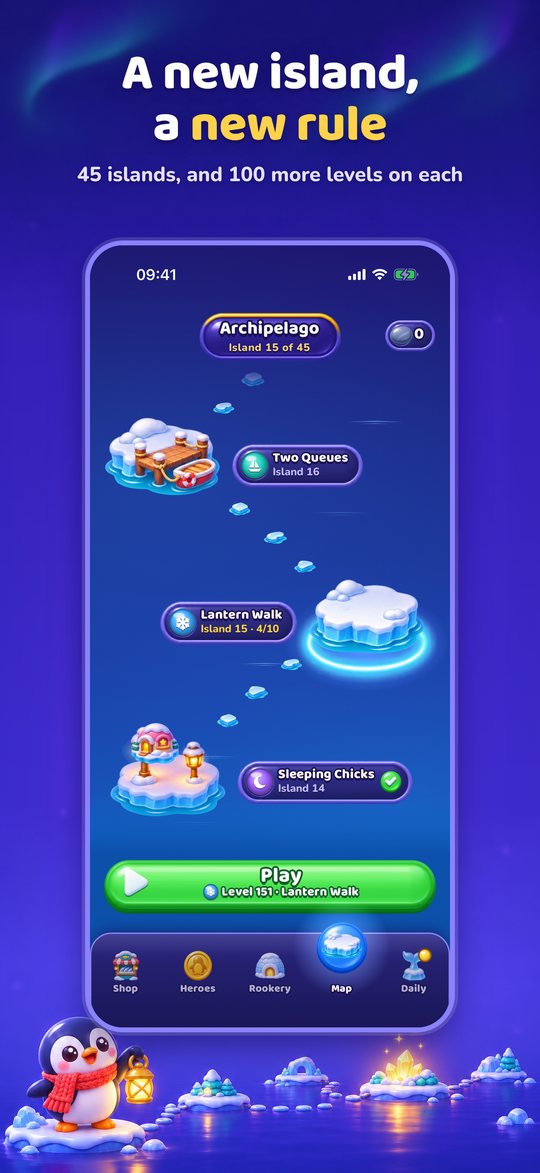 A new island,
a new rule
45 islands, and 100 more levels on each
09:41
Archipelago
Island 15 of 45
0
Two Queues
Island 16
Lantern Walk
Island 15 · 4/10
Sleeping Chicks
Island 14
Play
Level 151 · Lantern Walk
Shop
Heroes
Rookery
Map
Daily